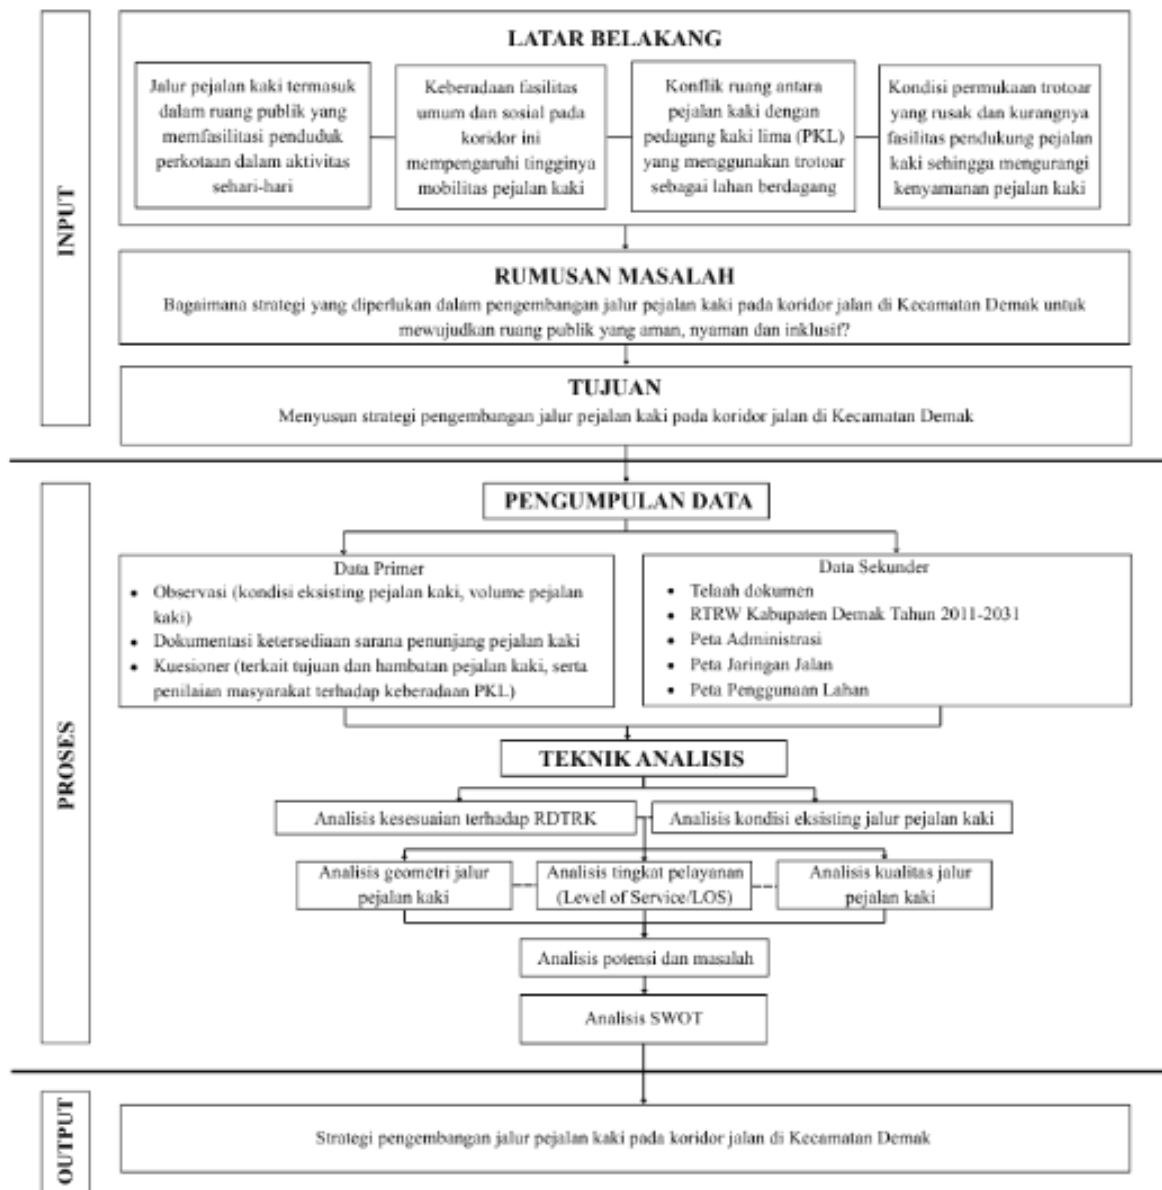 INPUT
LATAR BELAKANG
Jalur pejalan kaki termasuk
dalam ruang publik yang
memfasilitasi penduduk
perkotaan dalam aktivitas
sehari-hari
Keberadaan fasilitas
umum dan sosial pada
koridor ini
mempengaruhi tingginya
mobilitas pejalan kaki
Konflik ruang antara
pejalan kaki dengan
pedagang kaki lima (PKL)
yang menggunakan trotoar
sebagai lahan berdagang
Kondisi permukaan trotoar
yang rusak dan kurangnya
fasilitas pendukung pejalan
kaki sehingga mengurangi
kenyamanan pejalan kaki
RUMUSAN MASALAH
Bagaimana strategi yang diperlukan dalam pengembangan jalur pejalan kaki pada koridor jalan di Kecamatan Demak untuk
mewujudkan ruang publik yang aman, nyaman dan inklusif?
TUJUAN
Menyusun strategi pengembangan jalur pejalan kaki pada koridor jalan di Kecamatan Demak
PROSES
PENGUMPULAN DATA
Data Primer
• Observasi (kondisi eksisting pejalan kaki, volume pejalan
kaki)
• Dokumentasi ketersediaan sarana penunjang pejalan kaki
• Kuesioner (terkait tujuan dan hambatan pejalan kaki, serta
penilaian masyarakat terhadap keberadaan PKL)
Data Sekunder
• Telaah dokumen
• RTRW Kabupaten Demak Tahun 2011-2031
• Peta Administrasi
• Peta Jaringan Jalan
• Peta Penggunaan Lahan
TEKNIK ANALISIS
Analisis kesesuaian terhadap RDTRK
Analisis kondisi eksisting jalur pejalan kaki
Analisis geometri jalur
pejalan kaki
Analisis tingkat pelayanan
(Level of Service/LOS)
Analisis kualitas jalur
pejalan kaki
Analisis potensi dan masalah
Analisis SWOT
OUTPUT
Strategi pengembangan jalur pejalan kaki pada koridor jalan di Kecamatan Demak